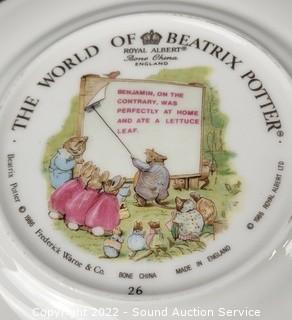 ROYAL ALBERT®
Bone China
ENGLAND
· THE WORLD OF BEATRIX POTTER® ·
BENJAMIN, ON THE
CONTRARY, WAS
PERFECTLY AT HOME
AND ATE A LETTUCE
LEAF.
Beatrix Potter © 1986 Frederick Warne & Co.
BONE CHINA
MADE IN ENGLAND
© 1986 ROYAL ALBERT LTD
26
Copyright 2022 - Sound Auction Service